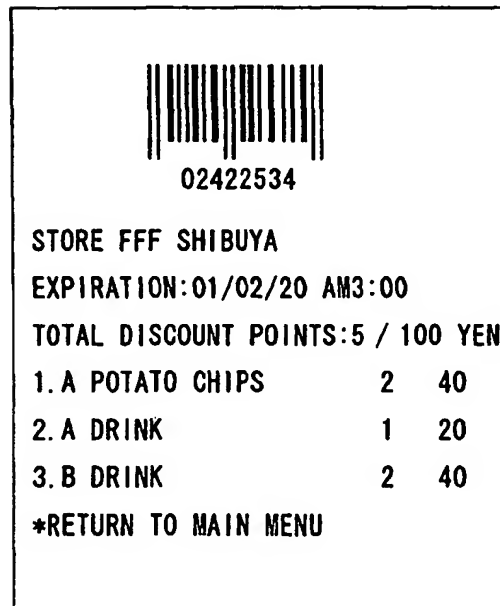 02422534
STORE FFF SHIBUYA
EXPIRATION:01/02/20 AM3:00
TOTAL DISCOUNT POINTS:5 / 100 YEN
1. A POTATO CHIPS 2 40
2. A DRINK 1 20
3. B DRINK 2 40
*RETURN TO MAIN MENU